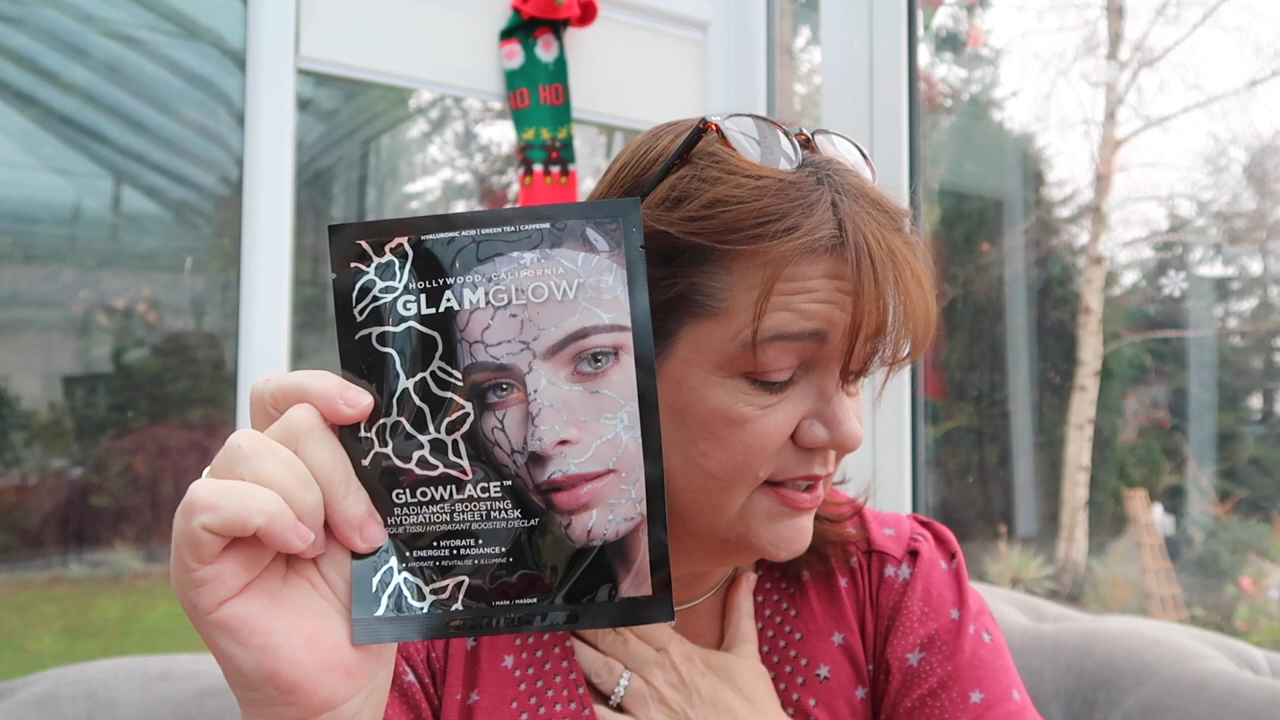 HO HO
HYALURONIC ACID | GREEN TEA | CAFFEINE
HOLLYWOOD, CALIFORNIA
GLAMGLOW
GLOWLACE™
RADIANCE-BOOSTING
HYDRATION SHEET MASK
QUE TISSU HYDRATANT BOOSTER D'ÉCLAT
★ HYDRATE
★ ENERGIZE ★ RADIANCE ★
★ HYDRATE ★ REVITALISE ★ ILLUMINE ★
1 MASK / MASQUE